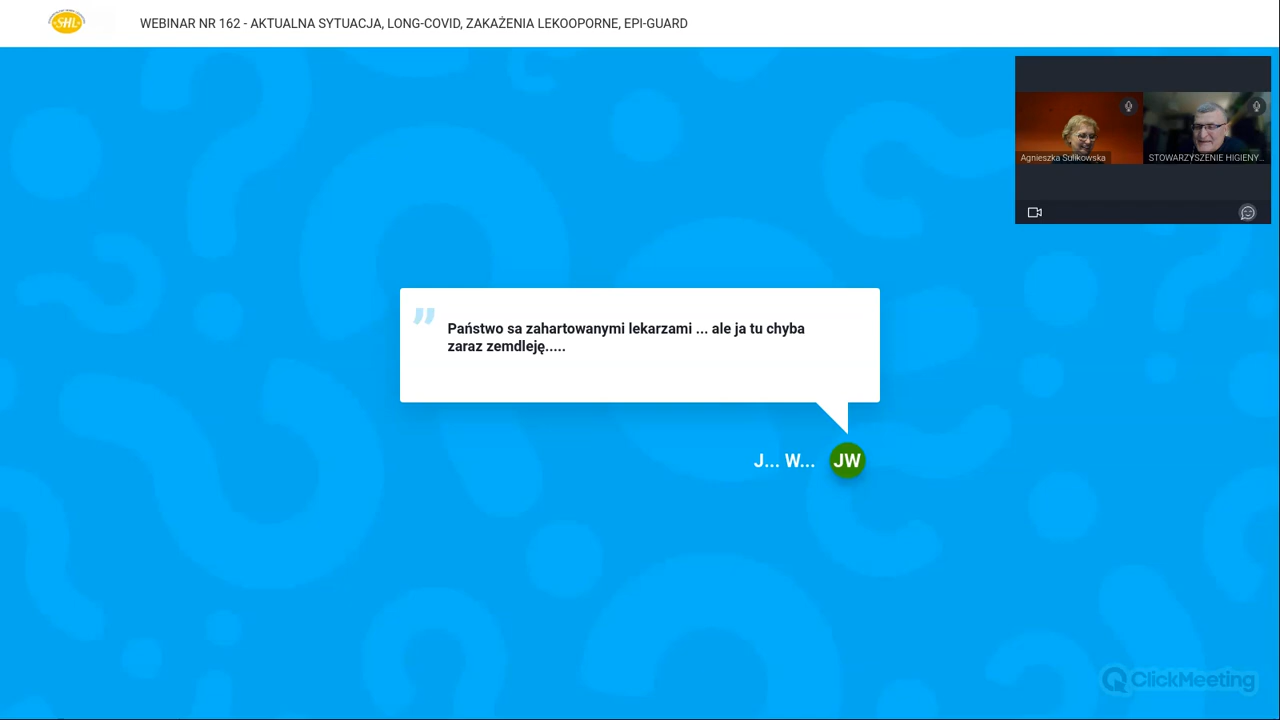 SHL
WEBINAR NR 162 - AKTUALNA SYTUACJA, LONG-COVID, ZAKAŻENIA LEKOOPORNE, EPI-GUARD
Agnieszka Sulikowska
STOWARZYSZENIE HIGIENY...
Państwo sa zahartowanymi lekarzami ... ale ja tu chyba
zaraz zemdleję.....
J... W...
JW
ClickMeeting